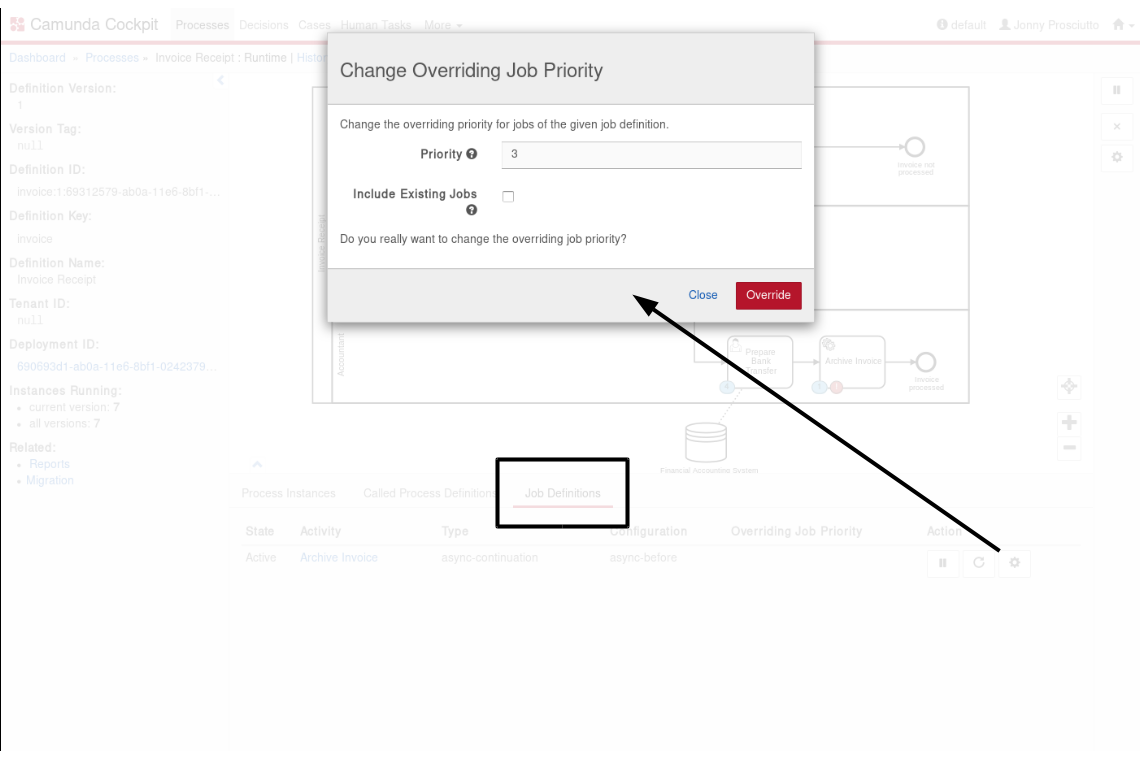 Camunda Cockpit Processes Decisions Cases Human Tasks More default Jonny Prosciutto
Dashboard » Processes » Invoice Receipt : Runtime | Histor
Change Overriding Job Priority
Change the overriding priority for jobs of the given job definition.
Priority 3
Include Existing Jobs
Do you really want to change the overriding job priority?
Close Override
Definition Version:
1
Version Tag:
null
Definition ID:
invoice:1:69312579-ab0a-11e6-8bf1-...
Definition Key:
invoice
Definition Name:
Invoice Receipt
Tenant ID:
null
Deployment ID:
690693d1-ab0a-11e6-8bf1-0242379...
Instances Running:
current version: 7
all versions: 7
Related:
Reports
Migration
Invoice not
processed
Invoice Receipt
Accountant
Prepare
Bank
Transfer
Archive Invoice
Invoice
processed
Financial Accounting System
Process Instances Called Process Definitions Job Definitions
State Activity Type Configuration Overriding Job Priority Action
Active Archive Invoice async-continuation async-before